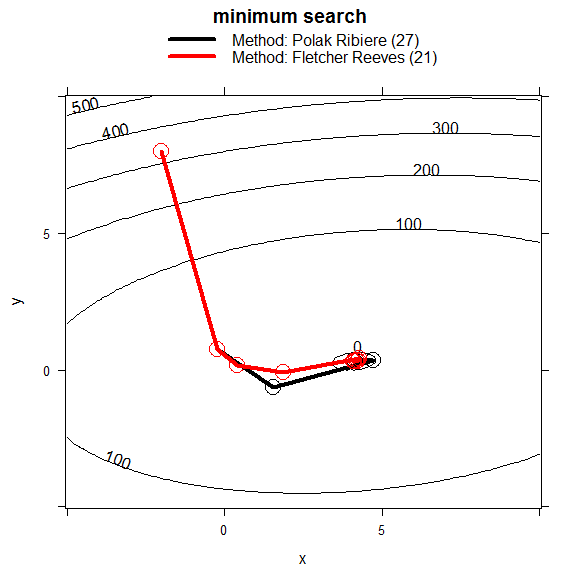 minimum search
Method: Polak Ribiere (27)
Method: Fletcher Reeves (21)
500
400
300
200
100
5
y
0
0
100
0
5
x